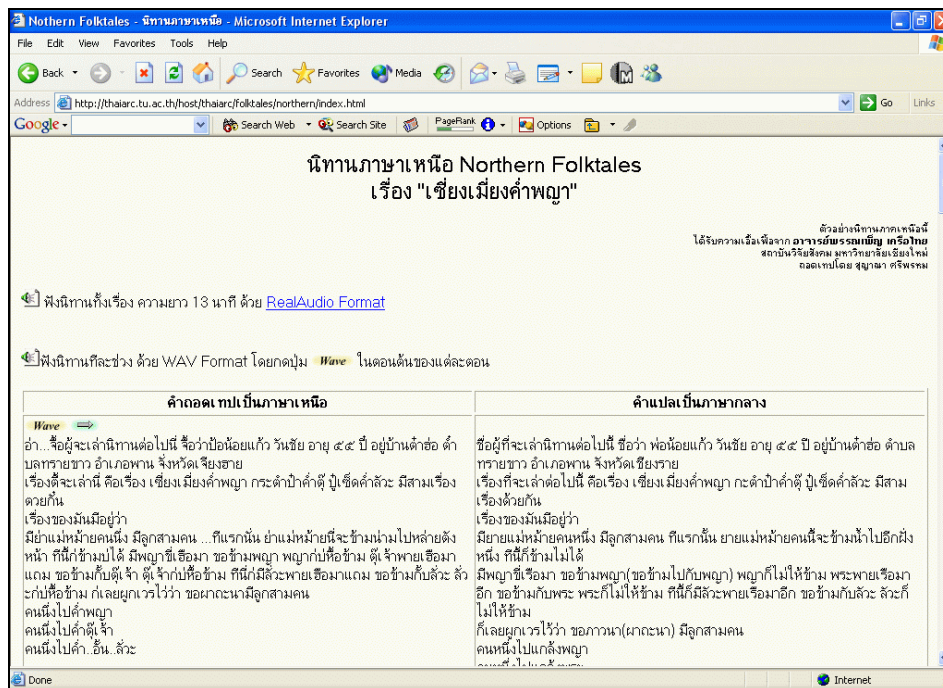 Nothern Folktales - นิทานภาษาเหนือ - Microsoft Internet Explorer
File Edit View Favorites Tools Help
Back Search Favorites Media
Address http://thaiarc.tu.ac.th/host/thaiarc/folktales/northern/index.html Go Links
Google Search Web Search Site PageRank Options
นิทานภาษาเหนือ Northern Folktales
เรื่อง "เซี่ยงเมี่ยงค่ำพญา"
ตัวอย่างนิทานภาคเหนือนี้
ได้รับความเอื้อเฟื้อจาก อาจารย์พรรณเพ็ญ เครือไทย
สถาบันวิจัยสังคม มหาวิทยาลัยเชียงใหม่
ถอดเทปโดย สุญาณา ศรีพรหม
ฟังนิทานทั้งเรื่อง ความยาว 13 นาที ด้วย RealAudio Format
ฟังนิทานทีละช่วง ด้วย WAV Format โดยกดปุ่ม Wave ในตอนต้นของแต่ละตอน
คำถอดเทปเป็นภาษาเหนือ
Wave
อ่า...จื้อผู้จะเล่านิทานต่อไปนี่ จื้อว่าป้อน้อยแก้ว วันชัย อายุ ๕๕ ปี๋ อยู่บ้านต๋ำฮ่อ ตำ
บลทรายขาว อำเภอพาน จั๋งหวัดเจียงฮาย
เรื่องตี้จะเล่านี่ คือเรื่อง เซี่ยงเมี่ยงค่ำพญา กระต๋ำป๋าค่ำตุ๊ ปู่เซ็ดค่ำลัวะ มีสามเรื่อง
ตวยกั๋น
เรื่องของมันมีอยู่ว่า
มีย่าแม่หม้ายคนนึ่ง มีลูกสามคน ...ทีแรกนั่น ย่าแม่หม้ายนี่จะข้ามน่ามไปหล่ายตัง
หน้า ทีนี้ก่ข้ามบ่ได้ มีพญาขี่เฮือมา ขอข้ามพญา พญาก่บ่หื้อข้าม ตุ๊เจ้าพายเฮือมา
แถม ขอข้ามกั๊บตุ๊เจ้า ตุ๊เจ้าก่บ่หื้อข้าม ทีนี่ก่มีลัวะพายเฮือมาแถม ขอข้ามกับลัวะ ลั
วะก่บ่หื้อข้าม ก่เลยผูกเวรไว้ว่า ขอผาถะนามีลูกสามคน
คนนึ่งไปค่ำพญา
คนนึ่งไปค่ำตุ๊เจ้า
คนนึ่งไปค่ำ..อั้น..ลัวะ
คำแปลเป็นภาษากลาง
ชื่อผู้ที่จะเล่านิทานต่อไปนี้ ชื่อว่า พ่อน้อยแก้ว วันชัย อายุ ๕๕ ปี อยู่บ้านต๋ำฮ่อ ตำบล
ทรายขาว อำเภอพาน จังหวัดเชียงราย
เรื่องที่จะเล่าต่อไปนี้ คือเรื่อง เซี่ยงเมี่ยงค่ำพญา กะต๋ำป๋าค่ำตุ๊ ปู่เซ็ดค่ำลัวะ มีสาม
เรื่องด้วยกัน
เรื่องของมันมีอยู่ว่า
มียายแม่หม้ายคนหนึ่ง มีลูกสามคน ทีแรกนั้น ยายแม่หม้ายคนนี้จะข้ามน้ำไปอีกฝั่ง
หนึ่ง ทีนี้ก็ข้ามไม่ได้
มีพญาขี่เรือมา ขอข้ามพญา(ขอข้ามไปกับพญา) พญาก็ไม่ให้ข้าม พระพายเรือมา
อีก ขอข้ามกับพระ พระก็ไม่ให้ข้าม ทีนี้ก็มีลัวะพายเรือมาอีก ขอข้ามกับลัวะ ลัวะก็
ไม่ให้ข้าม
ก็เลยผูกเวรไว้ว่า ขอภาวนา(ผาถะนา) มีลูกสามคน
คนหนึ่งไปแกล้งพญา
Done Internet